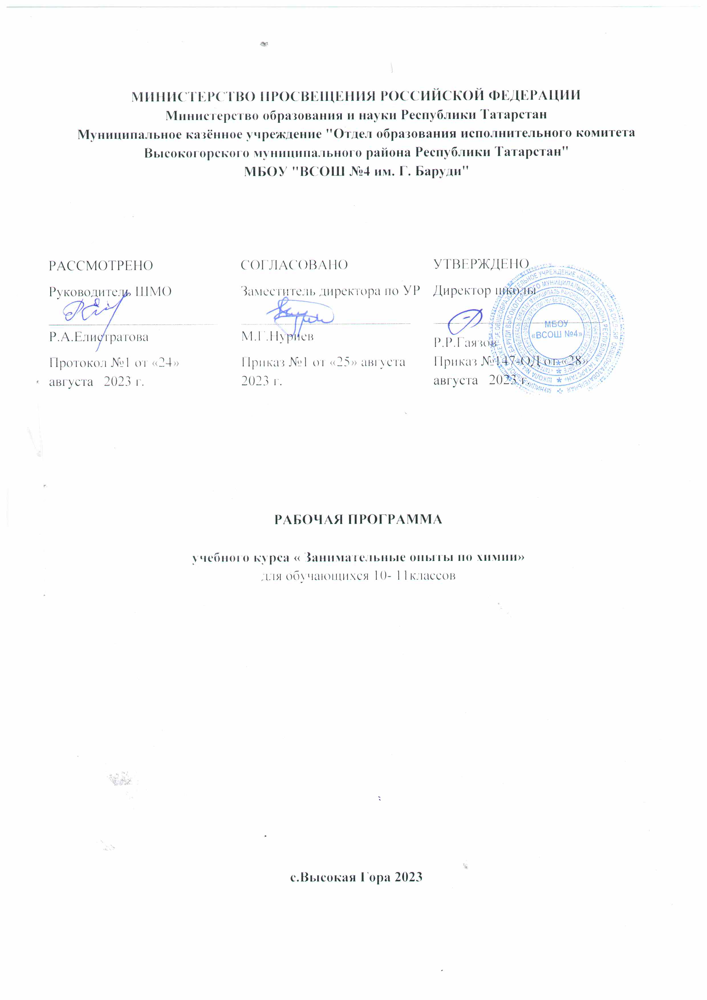 МИНИСТЕРСТВО ПРОСВЕЩЕНИЯ РОССИЙСКОЙ ФЕДЕРАЦИИ
Министерство образования и науки Республики Татарстан
Муниципальное казённое учреждение "Отдел образования исполнительного комитета
Высокогорского муниципального района Республики Татарстан"
МБОУ "ВСОШ №4 им. Г. Баруди"
РАССМОТРЕНО
Руководитель ШМО
Р.А.Елистратова
Протокол №1 от «24»
августа 2023 г.
СОГЛАСОВАНО
Заместитель директора по УР
М.Г.Нуриев
Приказ №1 от «25» августа
2023 г.
УТВЕРЖДЕНО
Директор школы
Р.Р.Гаязов
Приказ №147-ОД от «28»
августа 2023 г.
МБОУ
«ВСОШ №4»
РАБОЧАЯ ПРОГРАММА
учебного курса « Занимательные опыты по химии»
для обучающихся 10- 11классов
с.Высокая Гора 2023